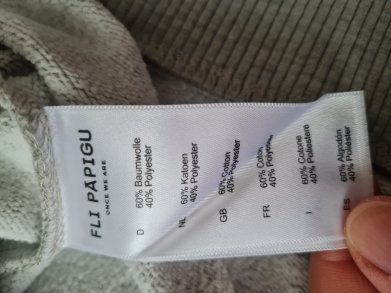 FLI PÁPIGU
ONCE WE ARE
D
60% Baumwolle
40% Polyester
NL
60% Katoen
40% Polyester
GB
60% Cotton
40% Polyester
FR
60% Coton
40% Polyester
I
60% Cotone
40% Poliestere
ES
60% Algodón
40% Poliéster